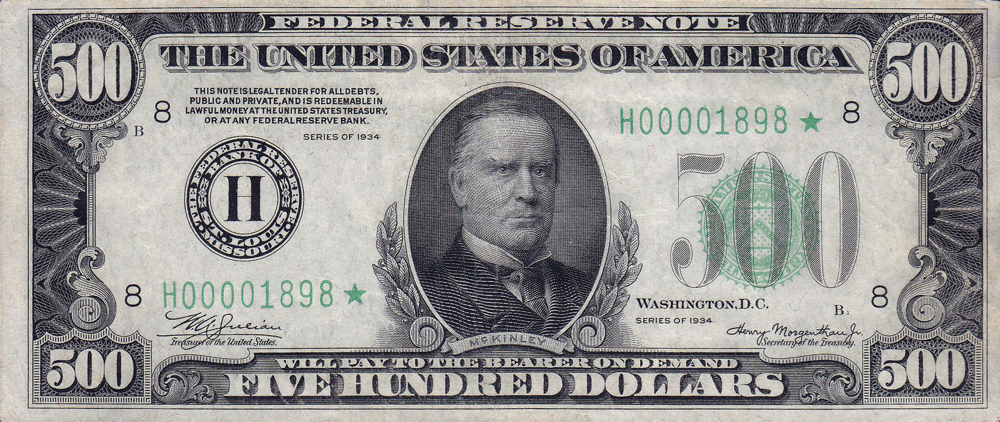 FEDERAL RESERVE NOTE
500
500
THE UNITED STATES OF AMERICA
THIS NOTE IS LEGAL TENDER FOR ALL DEBTS,
PUBLIC AND PRIVATE, AND IS REDEEMABLE IN
LAWFUL MONEY AT THE UNITED STATES TREASURY,
OR AT ANY FEDERAL RESERVE BANK.
8
8
B
H00001898★
SERIES OF 1934
THE FEDERAL RESERVE
BANK OF
H
ST. LOUIS
MISSOURI
500
8
H00001898★
WASHINGTON, D.C.
B1
8
SERIES OF 1934
W. A. Julian
Henry Morgenthau Jr.
Treasurer of the United States.
Secretary of the Treasury.
MCKINLEY
500
500
WILL PAY TO THE BEARER ON DEMAND
FIVE HUNDRED DOLLARS